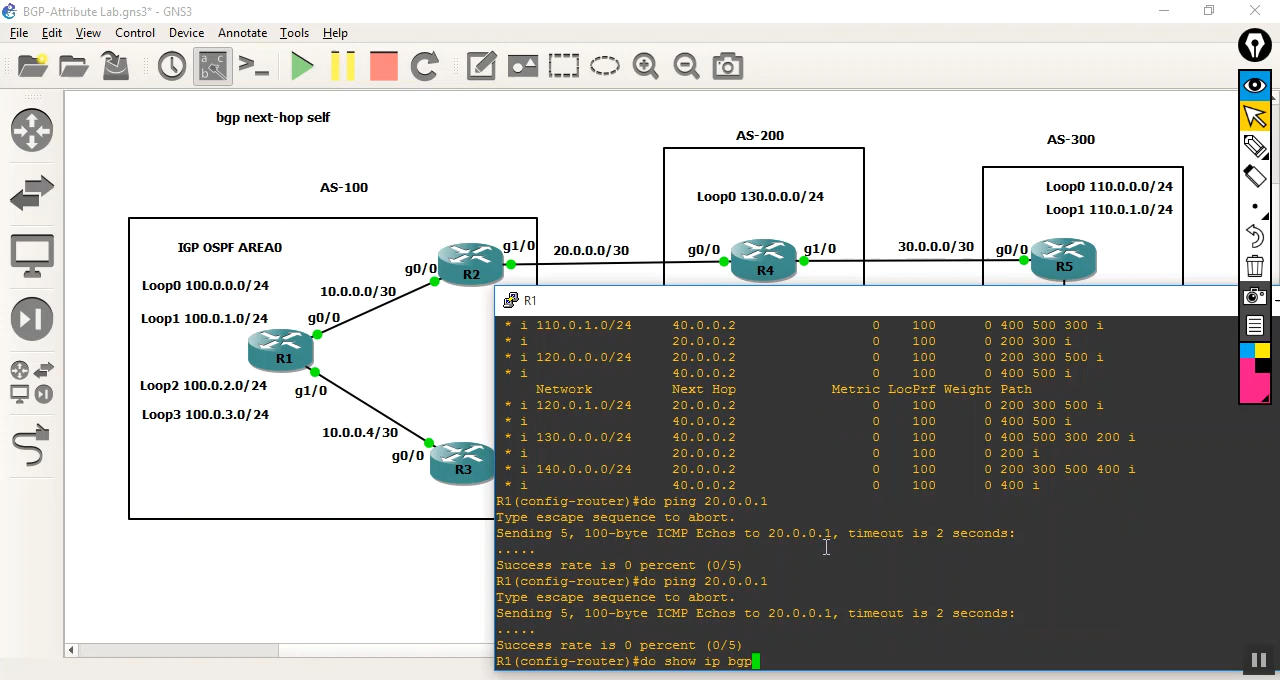 BGP-Attribute Lab.gns3* - GNS3
File Edit View Control Device Annotate Tools Help
bgp next-hop self
AS-100
AS-200
AS-300
IGP OSPF AREA0
Loop0 100.0.0.0/24
Loop1 100.0.1.0/24
Loop2 100.0.2.0/24
Loop3 100.0.3.0/24
10.0.0.0/30
g0/0
g0/0
R1
g1/0
10.0.0.4/30
g0/0
R3
R2
g1/0
20.0.0.0/30
Loop0 130.0.0.0/24
g0/0
R4
g1/0
30.0.0.0/30
Loop0 110.0.0.0/24
Loop1 110.0.1.0/24
g0/0
R5
R1
* i 110.0.1.0/24 40.0.0.2 0 100 0 400 500 300 i
* i 20.0.0.2 0 100 0 200 300 i
* i 120.0.0.0/24 20.0.0.2 0 100 0 200 300 500 i
* i 40.0.0.2 0 100 0 400 500 i
Network Next Hop Metric LocPrf Weight Path
* i 120.0.1.0/24 20.0.0.2 0 100 0 200 300 500 i
* i 40.0.0.2 0 100 0 400 500 i
* i 130.0.0.0/24 40.0.0.2 0 100 0 400 500 300 200 i
* i 20.0.0.2 0 100 0 200 i
* i 140.0.0.0/24 20.0.0.2 0 100 0 200 300 500 400 i
* i 40.0.0.2 0 100 0 400 i
R1(config-router)#do ping 20.0.0.1
Type escape sequence to abort.
Sending 5, 100-byte ICMP Echos to 20.0.0.1, timeout is 2 seconds:
.....
Success rate is 0 percent (0/5)
R1(config-router)#do ping 20.0.0.1
Type escape sequence to abort.
Sending 5, 100-byte ICMP Echos to 20.0.0.1, timeout is 2 seconds:
.....
Success rate is 0 percent (0/5)
R1(config-router)#do show ip bgp